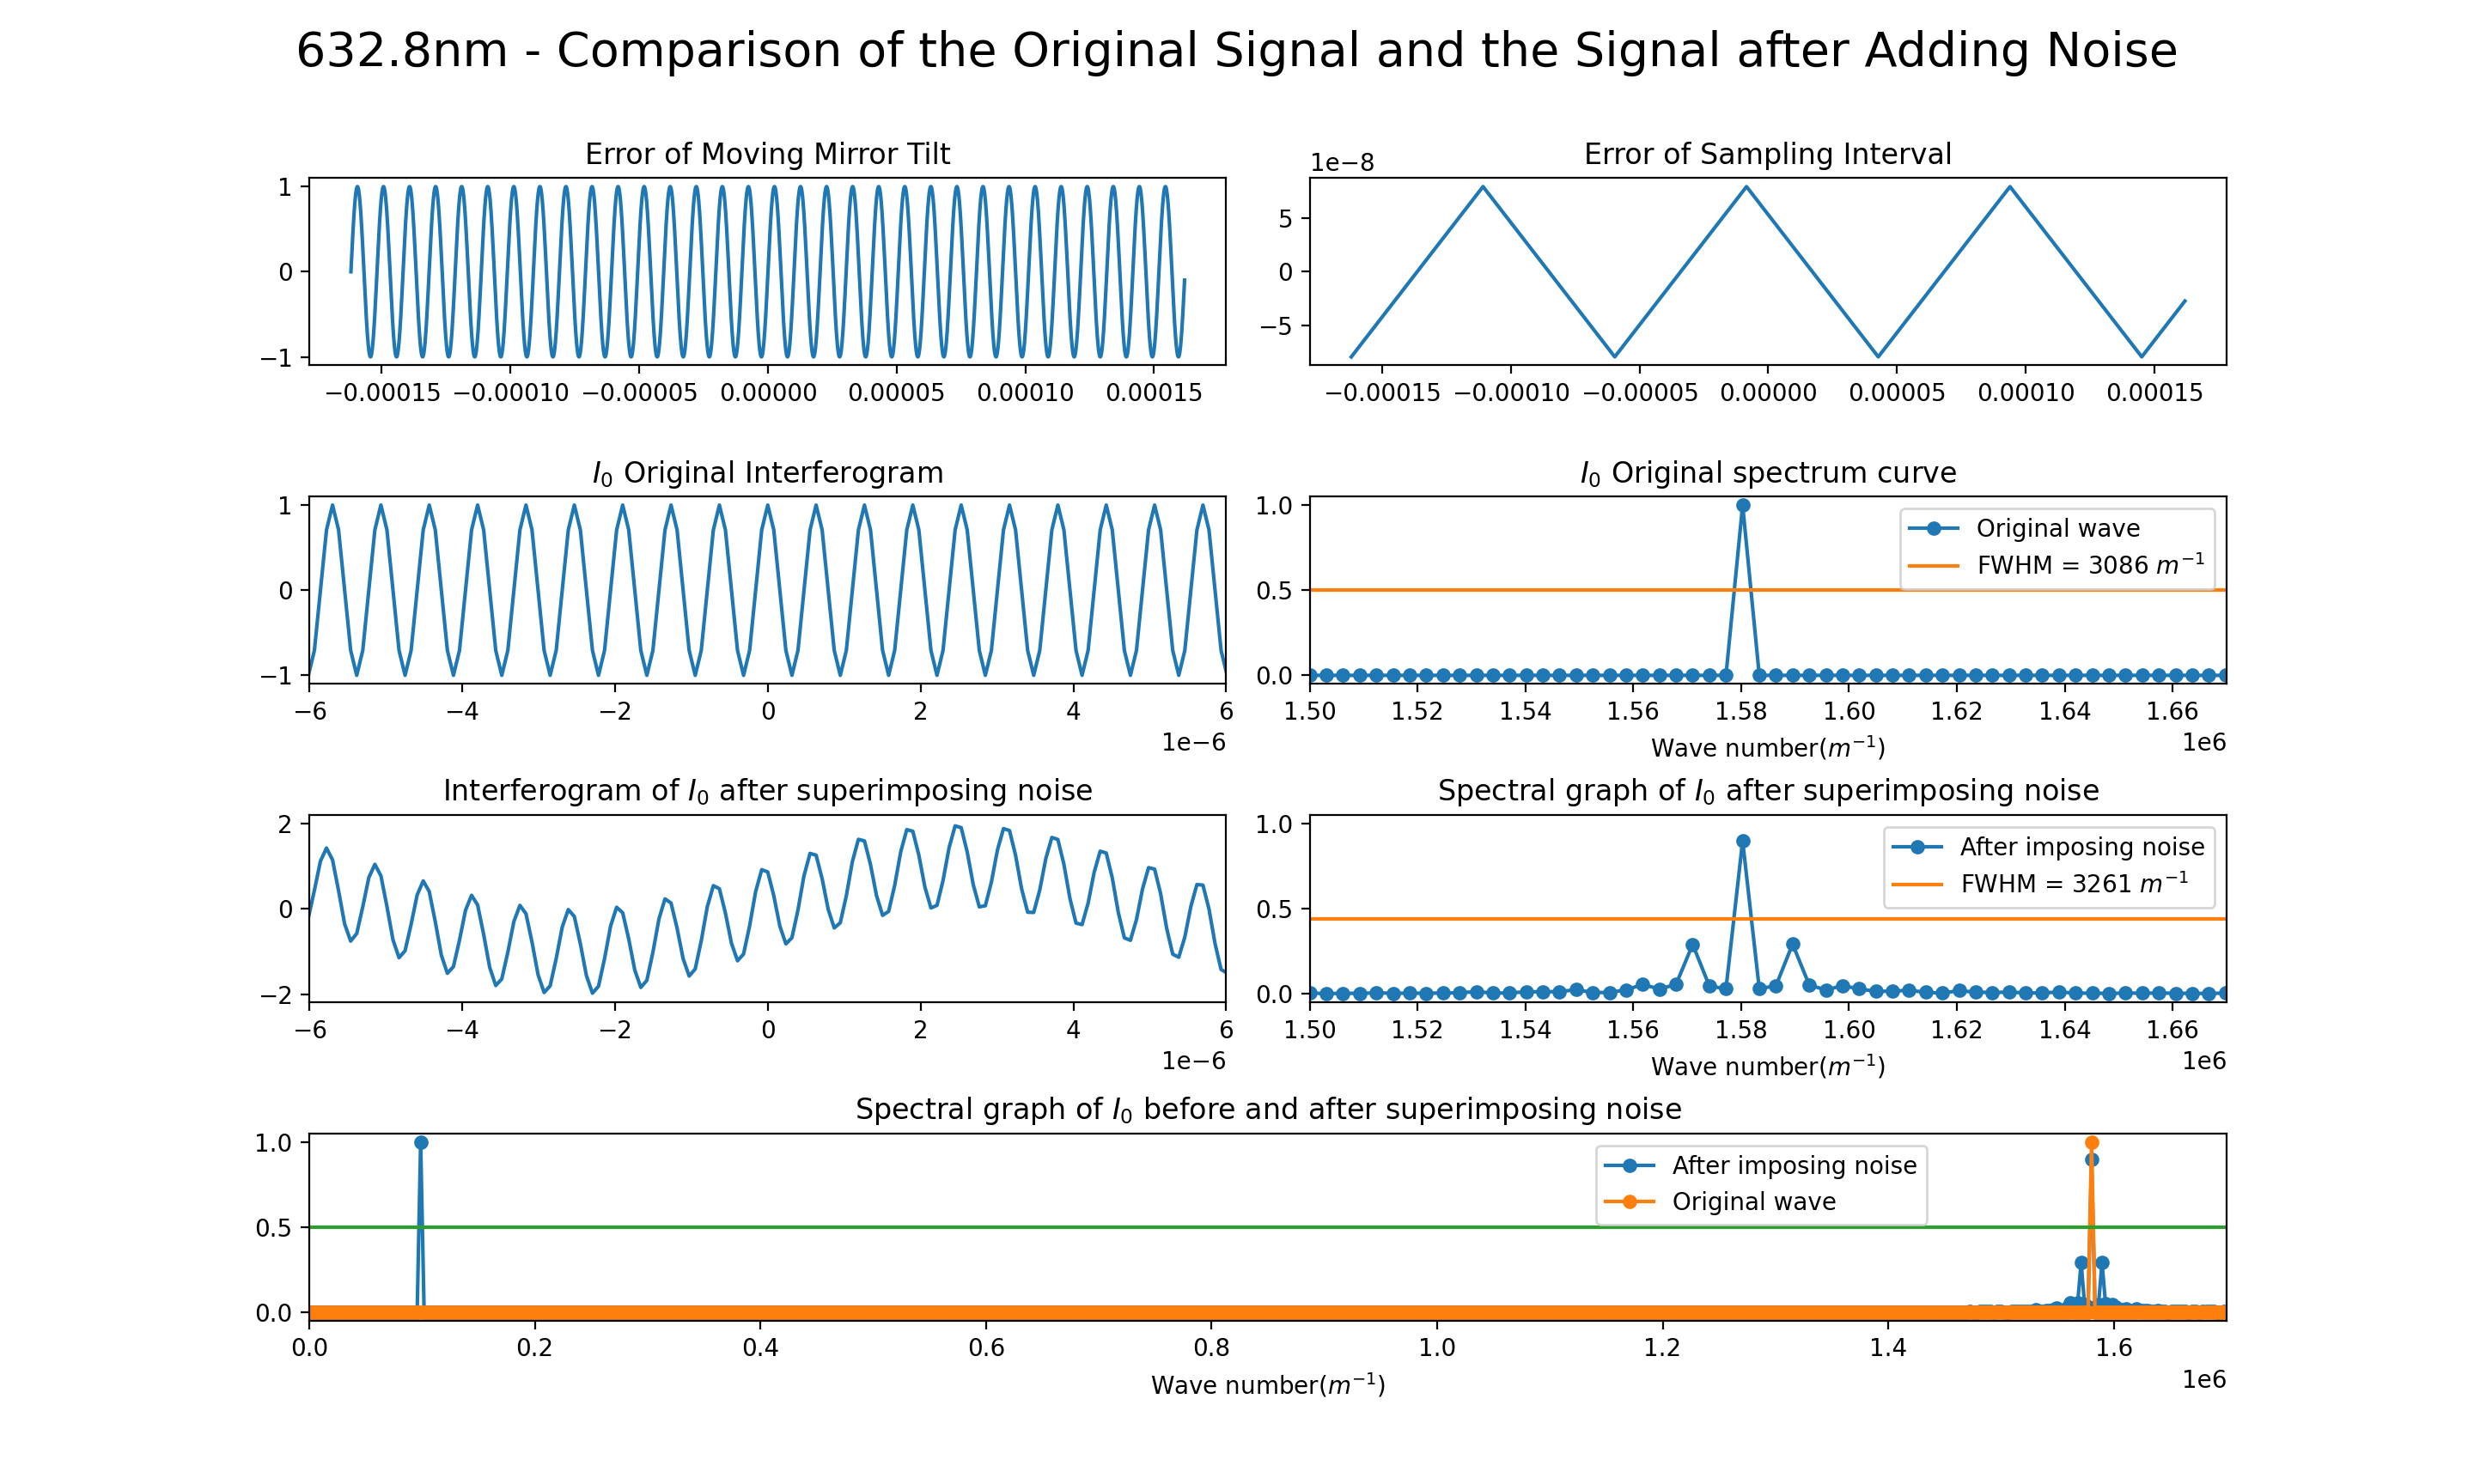 632.8nm - Comparison of the Original Signal and the Signal after Adding Noise
Error of Moving Mirror Tilt
1
0
−1
−0.00015 −0.00010 −0.00005 0.00000 0.00005 0.00010 0.00015
Error of Sampling Interval
1e−8
5
0
−5
−0.00015 −0.00010 −0.00005 0.00000 0.00005 0.00010 0.00015
I₀ Original Interferogram
1
0
−1
−6 −4 −2 0 2 4 6
1e−6
I₀ Original spectrum curve
1.0
0.5
0.0
Original wave
FWHM = 3086 m⁻¹
1.50 1.52 1.54 1.56 1.58 1.60 1.62 1.64 1.66
Wave number(m⁻¹)
1e6
Interferogram of I₀ after superimposing noise
2
0
−2
−6 −4 −2 0 2 4 6
1e−6
Spectral graph of I₀ after superimposing noise
1.0
0.5
0.0
After imposing noise
FWHM = 3261 m⁻¹
1.50 1.52 1.54 1.56 1.58 1.60 1.62 1.64 1.66
Wave number(m⁻¹)
1e6
Spectral graph of I₀ before and after superimposing noise
1.0
0.5
0.0
After imposing noise
Original wave
0.0 0.2 0.4 0.6 0.8 1.0 1.2 1.4 1.6
Wave number(m⁻¹)
1e6